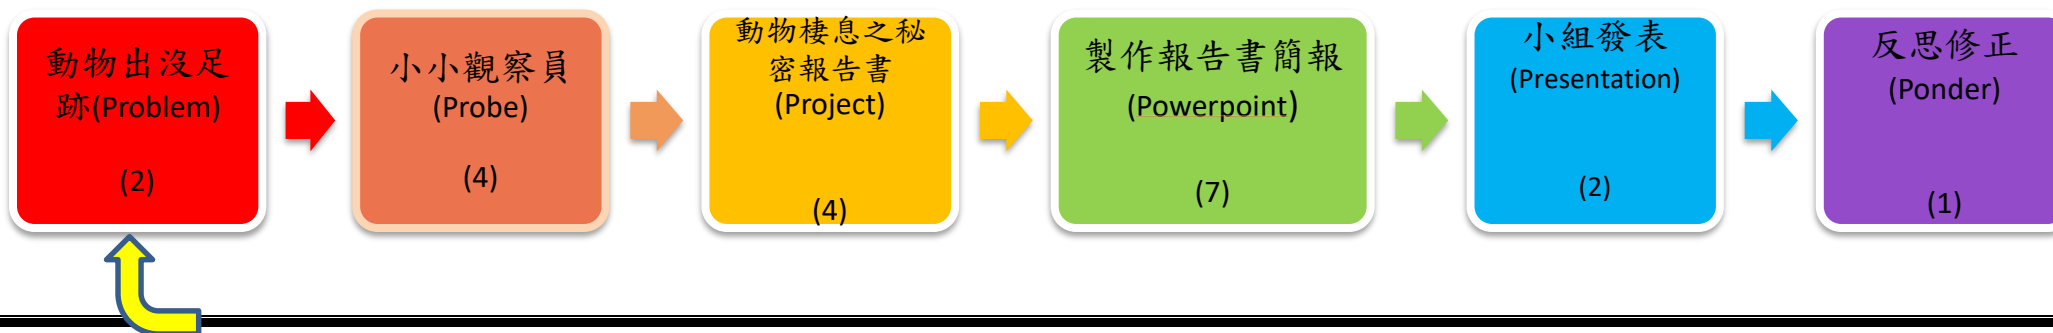 動物出沒足
跡(Problem)
(2)
小小觀察員
(Probe)
(4)
動物棲息之秘
密報告書
(Project)
(4)
製作報告書簡報
(Powerpoint)
(7)
小組發表
(Presentation)
(2)
反思修正
(Ponder)
(1)